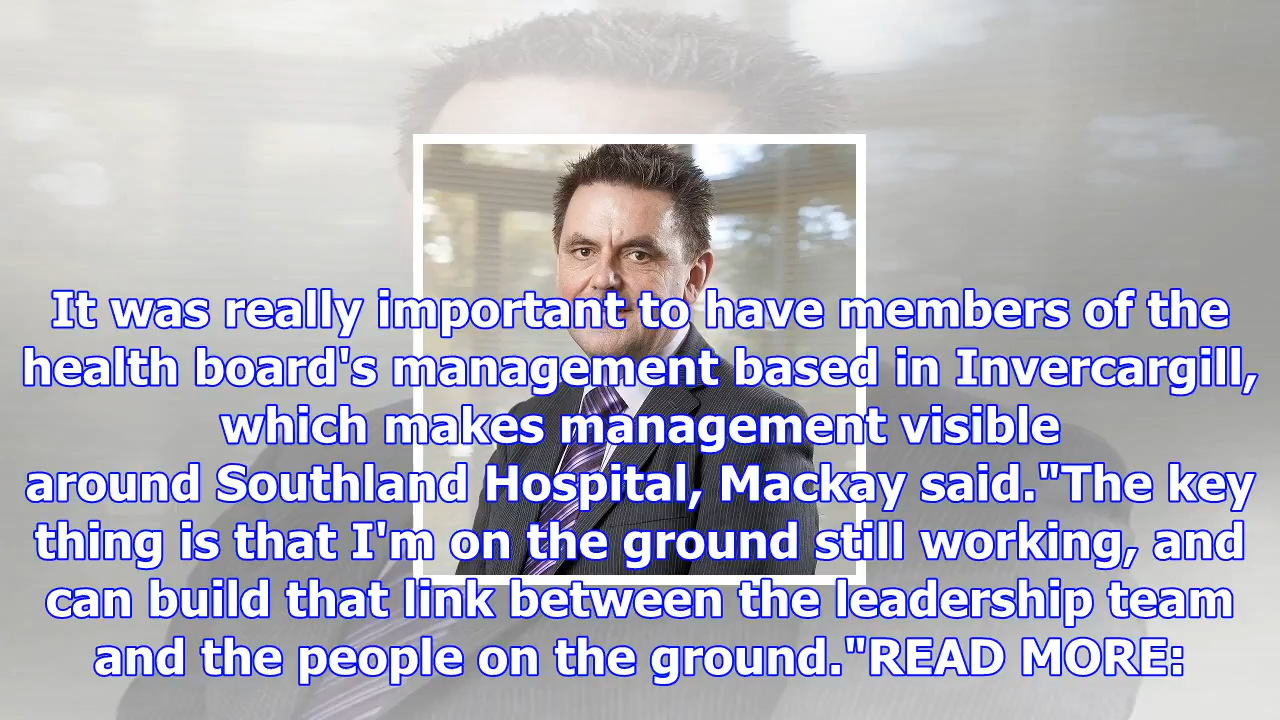 It was really important to have members of the
health board's management based in Invercargill,
which makes management visible
around Southland Hospital, Mackay said."The key
thing is that I'm on the ground still working, and
can build that link between the leadership team
and the people on the ground."READ MORE: